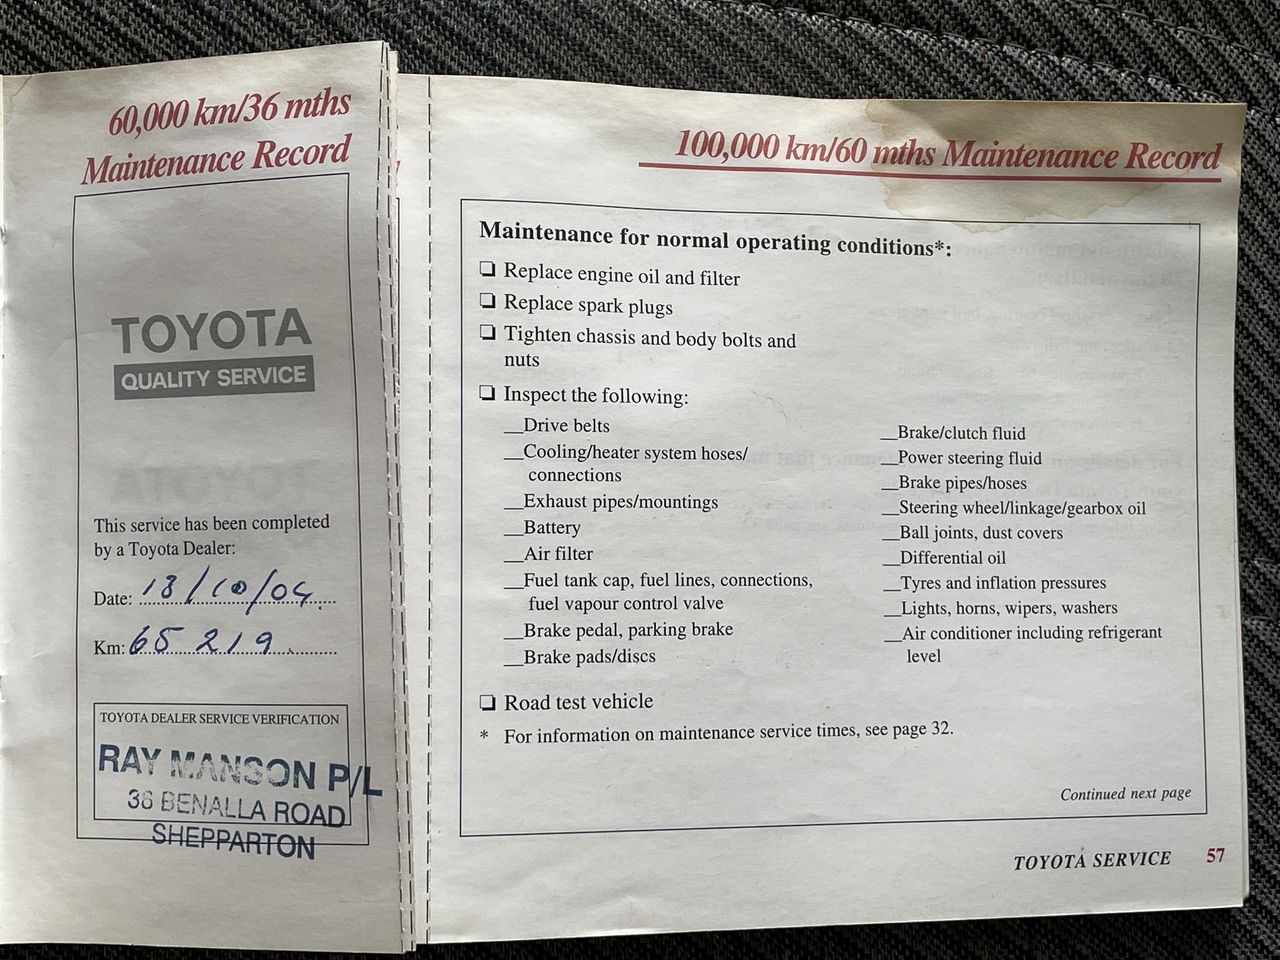 60,000 km/36 mths
Maintenance Record
TOYOTA
QUALITY SERVICE
This service has been completed
by a Toyota Dealer:
Date: 13/10/04
Km: 65 219
TOYOTA DEALER SERVICE VERIFICATION
RAY MANSON P/L
36 BENALLA ROAD
SHEPPARTON
100,000 km/60 mths Maintenance Record
Maintenance for normal operating conditions*:
❑ Replace engine oil and filter
❑ Replace spark plugs
❑ Tighten chassis and body bolts and
nuts
❑ Inspect the following:
__Drive belts
__Cooling/heater system hoses/
connections
__Exhaust pipes/mountings
__Battery
__Air filter
__Fuel tank cap, fuel lines, connections,
fuel vapour control valve
__Brake pedal, parking brake
__Brake pads/discs
__Brake/clutch fluid
__Power steering fluid
__Brake pipes/hoses
__Steering wheel/linkage/gearbox oil
__Ball joints, dust covers
__Differential oil
__Tyres and inflation pressures
__Lights, horns, wipers, washers
__Air conditioner including refrigerant
level
❑ Road test vehicle
* For information on maintenance service times, see page 32.
Continued next page
TOYOTA SERVICE 57